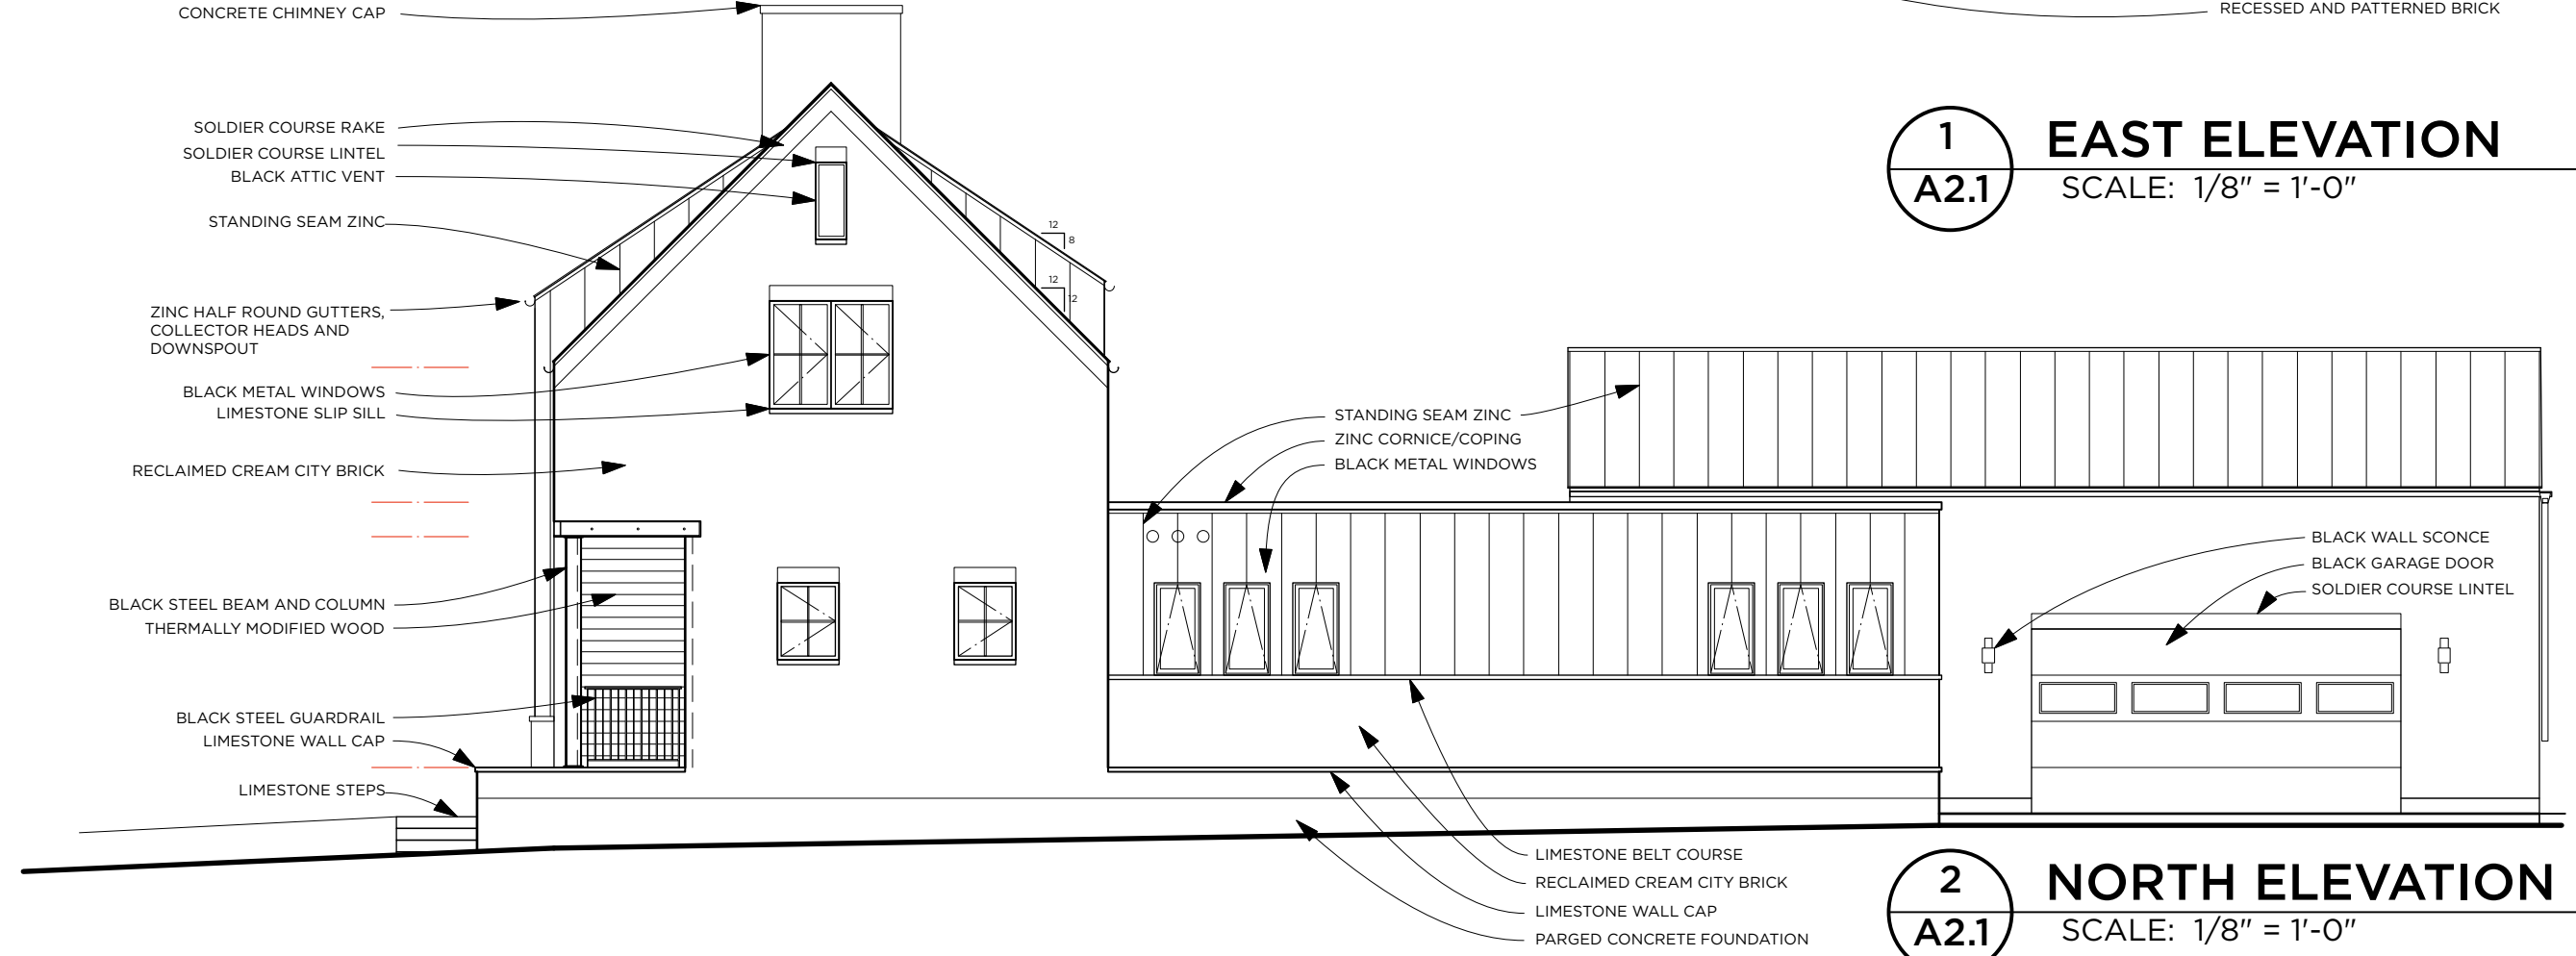 CONCRETE CHIMNEY CAP
RECESSED AND PATTERNED BRICK
1
A2.1
EAST ELEVATION
SCALE: 1/8" = 1'-0"
SOLDIER COURSE RAKE
SOLDIER COURSE LINTEL
BLACK ATTIC VENT
STANDING SEAM ZINC
12
8
12
12
ZINC HALF ROUND GUTTERS,
COLLECTOR HEADS AND
DOWNSPOUT
BLACK METAL WINDOWS
LIMESTONE SLIP SILL
RECLAIMED CREAM CITY BRICK
STANDING SEAM ZINC
ZINC CORNICE/COPING
BLACK METAL WINDOWS
BLACK WALL SCONCE
BLACK GARAGE DOOR
SOLDIER COURSE LINTEL
BLACK STEEL BEAM AND COLUMN
THERMALLY MODIFIED WOOD
BLACK STEEL GUARDRAIL
LIMESTONE WALL CAP
LIMESTONE STEPS
LIMESTONE BELT COURSE
RECLAIMED CREAM CITY BRICK
LIMESTONE WALL CAP
PARGED CONCRETE FOUNDATION
2
A2.1
NORTH ELEVATION
SCALE: 1/8" = 1'-0"